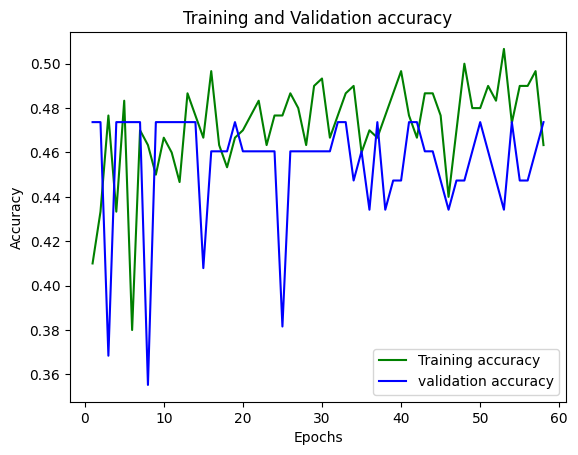 Training and Validation accuracy
0.50
0.48
0.46
0.44
0.42
0.40
0.38
0.36
Accuracy
Training accuracy
validation accuracy
0 10 20 30 40 50 60
Epochs